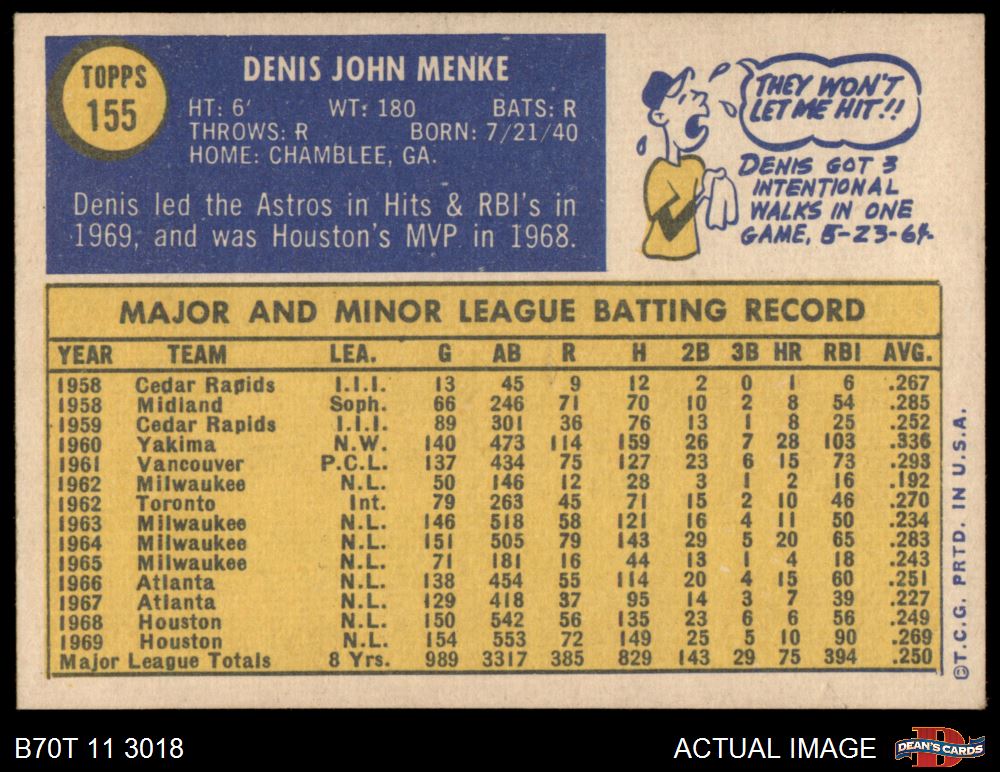 TOPPS
155
DENIS JOHN MENKE
HT: 6' WT: 180 BATS: R
THROWS: R BORN: 7/21/40
HOME: CHAMBLEE, GA.
Denis led the Astros in Hits & RBI's in
1969, and was Houston's MVP in 1968.
THEY WON'T
LET ME HIT!!
DENIS GOT 3
INTENTIONAL
WALKS IN ONE
GAME, 5-23-64.
MAJOR AND MINOR LEAGUE BATTING RECORD
YEAR TEAM LEA. G AB R H 2B 3B HR RBI AVG.
1958 Cedar Rapids I.I.I. 13 45 9 12 2 0 1 6 .267
1958 Midland Soph. 66 246 71 70 10 2 8 54 .285
1959 Cedar Rapids I.I.I. 89 301 36 76 13 1 8 25 .252
1960 Yakima N.W. 140 473 114 159 26 7 28 103 .336
1961 Vancouver P.C.L. 137 434 75 127 23 6 15 73 .293
1962 Milwaukee N.L. 50 146 12 28 3 1 2 16 .192
1962 Toronto Int. 79 263 45 71 15 2 10 46 .270
1963 Milwaukee N.L. 146 518 58 121 16 4 11 50 .234
1964 Milwaukee N.L. 151 505 79 143 29 5 20 65 .283
1965 Milwaukee N.L. 71 181 16 44 13 1 4 18 .243
1966 Atlanta N.L. 138 454 55 114 20 4 15 60 .251
1967 Atlanta N.L. 129 418 37 95 14 3 7 39 .227
1968 Houston N.L. 150 542 56 135 23 6 6 56 .249
1969 Houston N.L. 154 553 72 149 25 5 10 90 .269
Major League Totals 8 Yrs. 989 3317 385 829 143 29 75 394 .250
©T.C.G. PRTD. IN U.S.A.
B70T 11 3018
ACTUAL IMAGE
D
DEAN'S CARDS